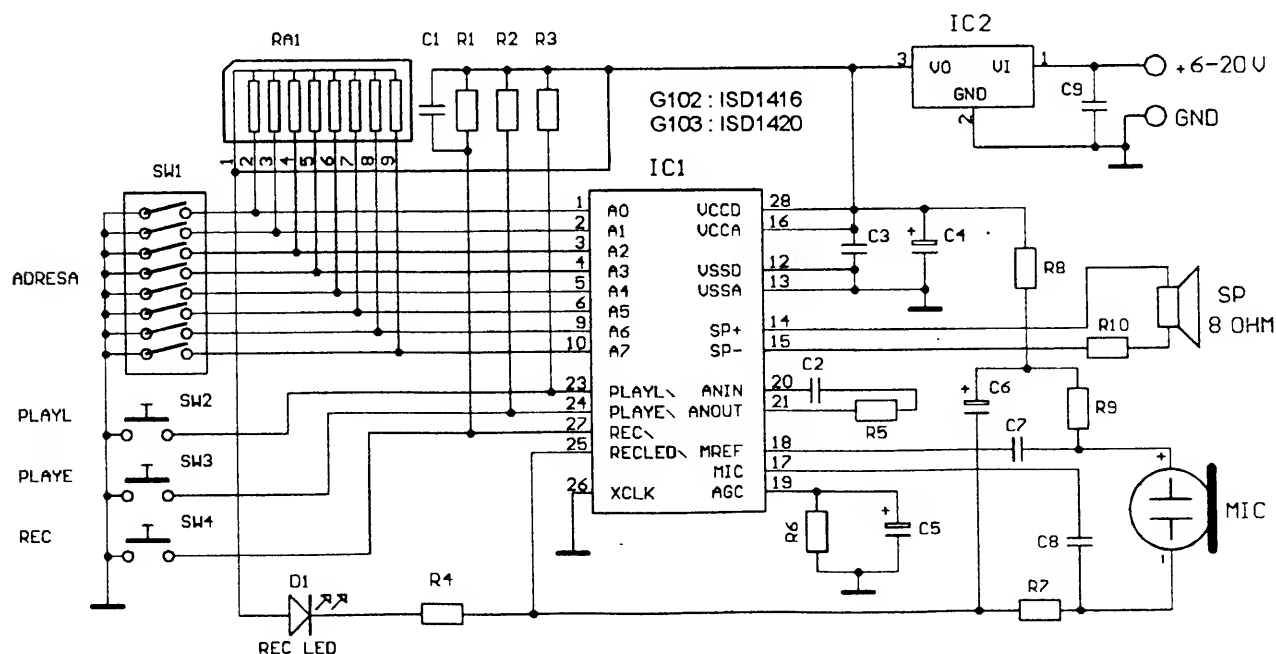 RA1 C1 R1 R2 R3 IC2
3 VO VI 1 +6-20V
GND C9
2 GND
G102 : ISD1416
G103 : ISD1420
1 2 3 4 5 6 7 8 9
SW1 IC1
1 A0 VCCD 28
2 A1 VCCA 16
3 A2 C3 C4 +
ADRESA 4 A3 VSSD 12 R8
5 A4 VSSA 13
6 A5 SP
9 A6 SP+ 14 8 OHM
10 A7 SP- 15 R10
C2
23 PLAYL\ ANIN 20 + C6
PLAYL SW2 24 PLAYE\ ANOUT 21 R5 R9
27 REC\ C7
25 RECLED\ MREF 18 +
PLAYE SW3 MIC 17
26 XCLK AGC 19
REC SW4 R6 + C5 C8 MIC
-
D1 R4 R7
REC LED